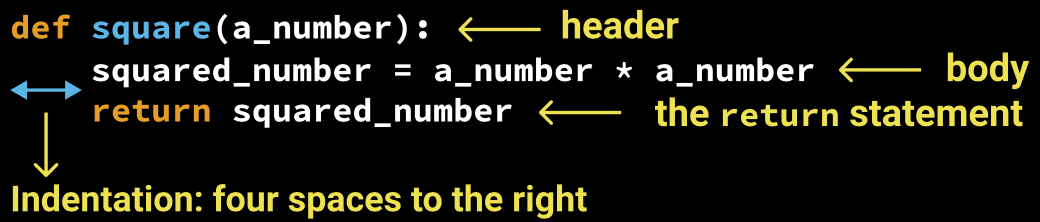 def square(a_number): header
squared_number = a_number * a_number body
return squared_number the return statement
Indentation: four spaces to the right